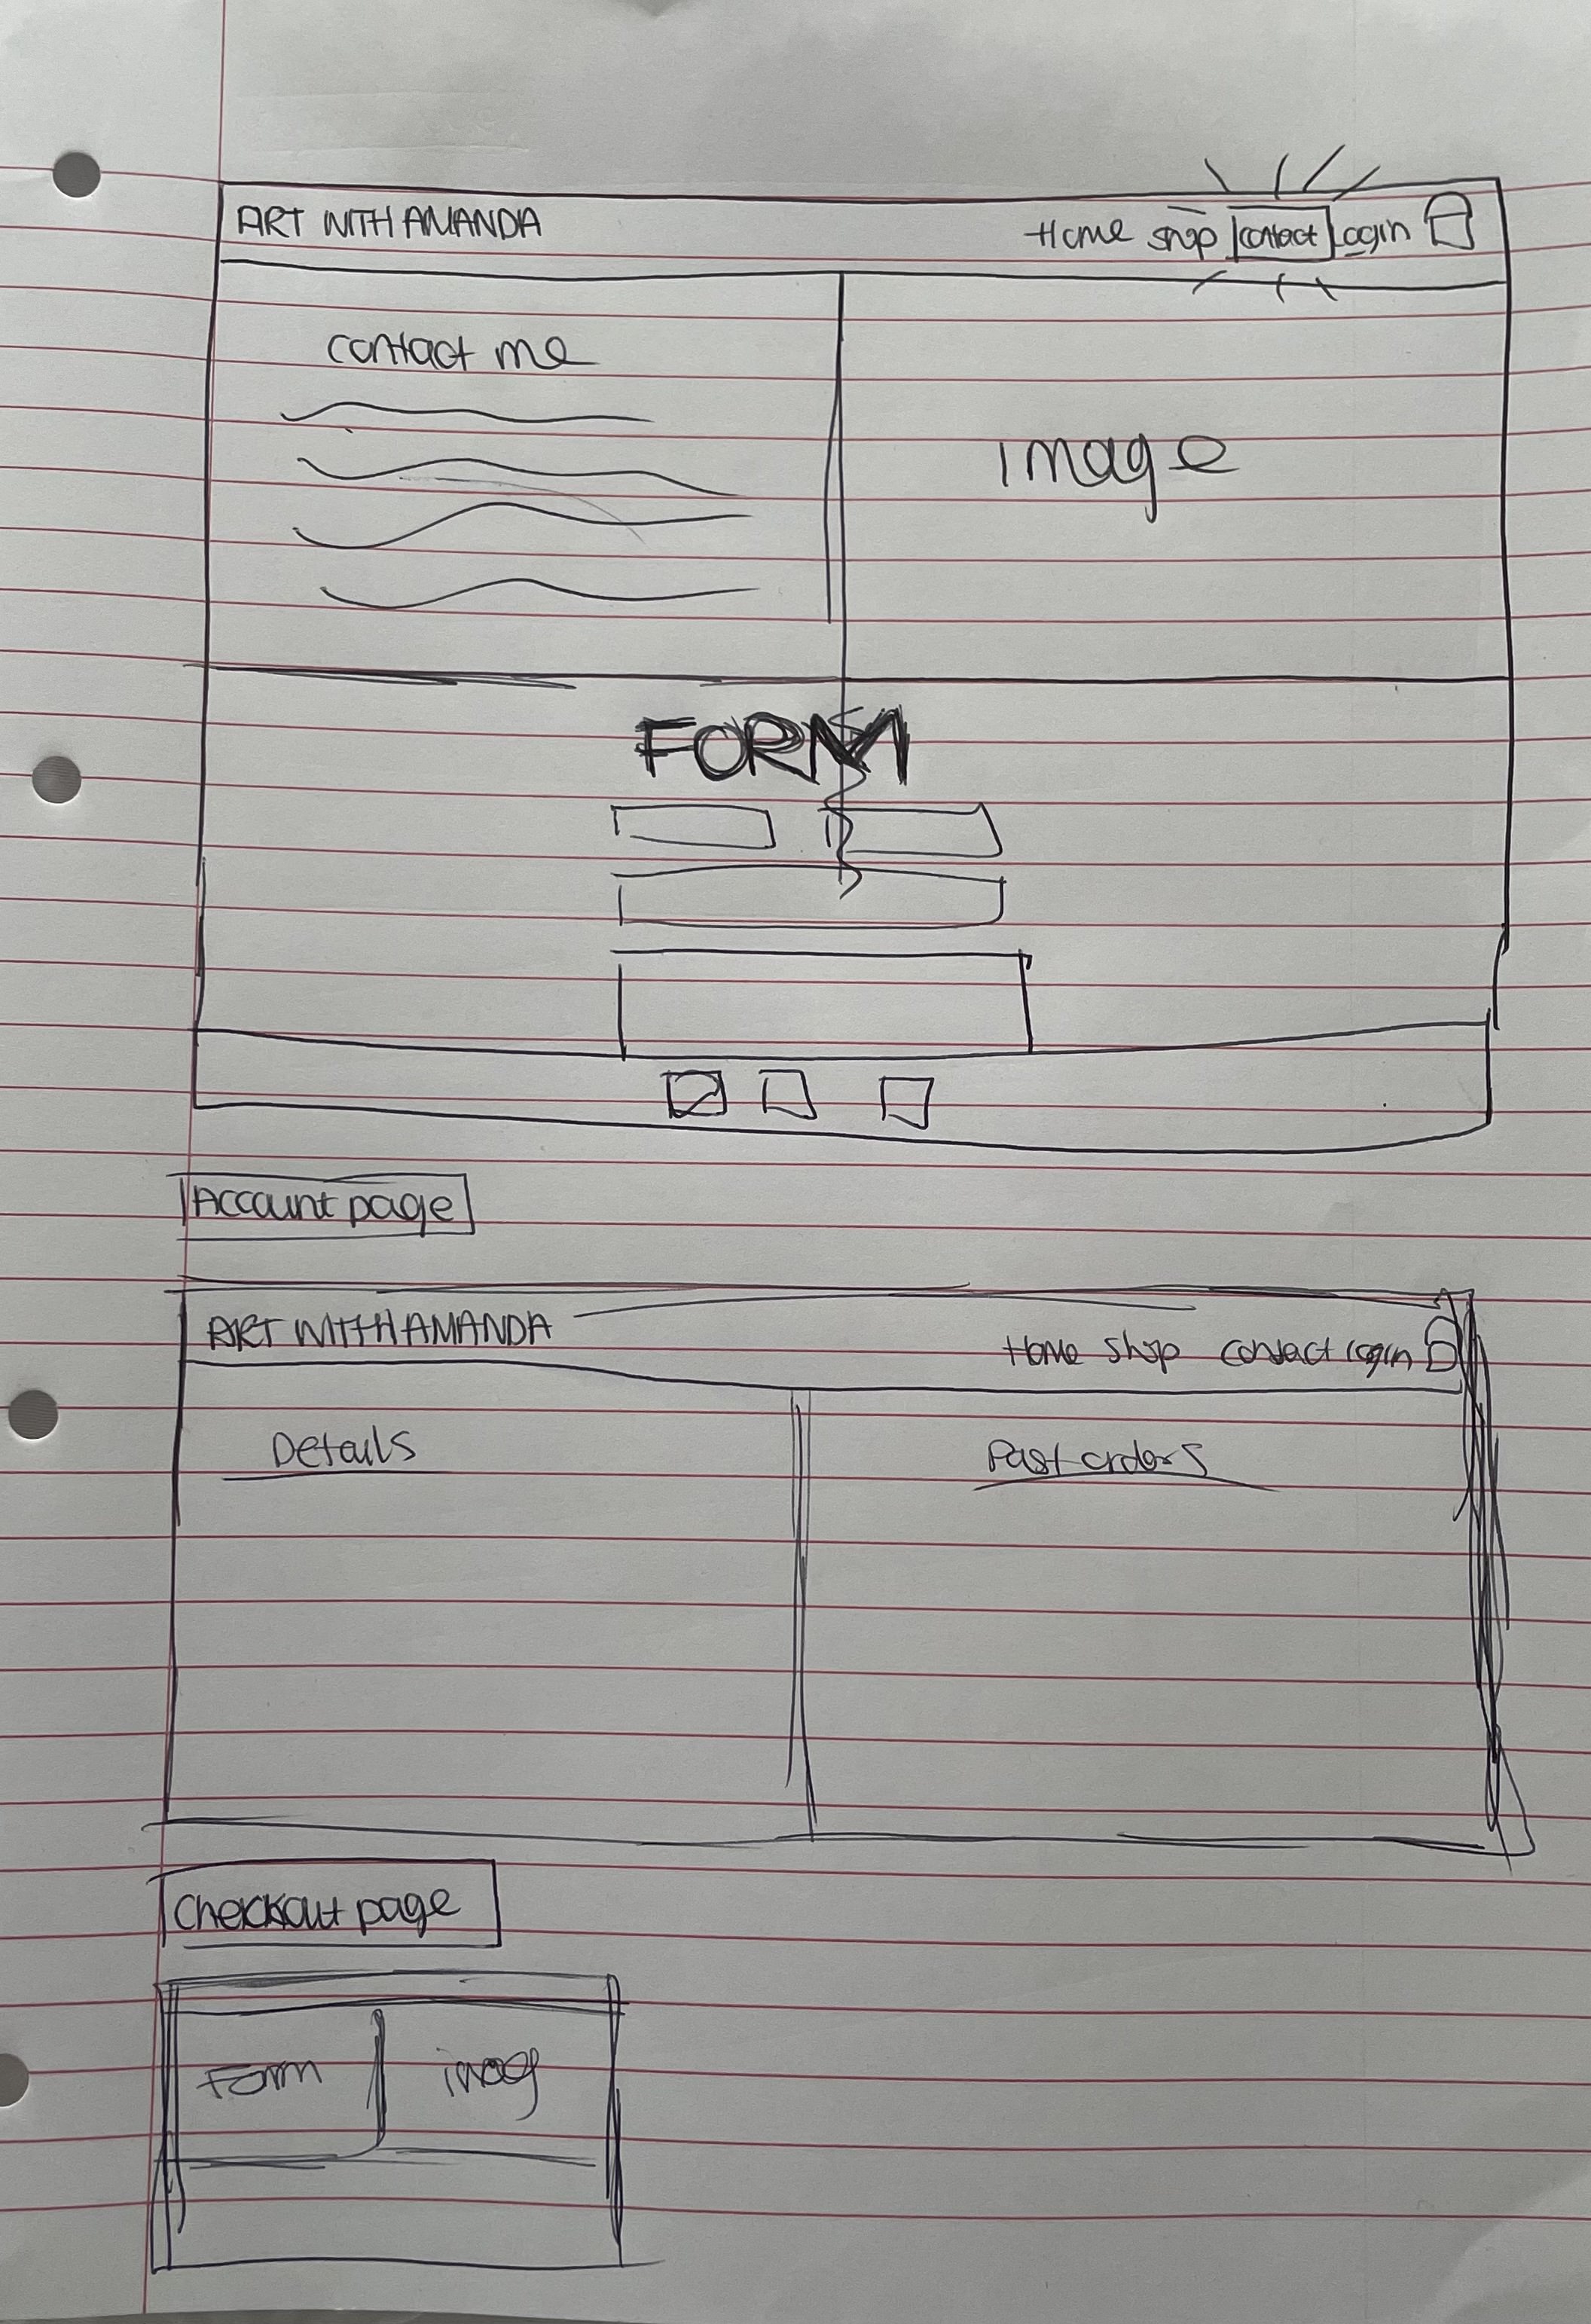 ART WITH AMANDA Home shop contact Login
contact me
image
FORM
Account page
ART WITH AMANDA Home shop contact login
Details Past orders
Checkout page
Form